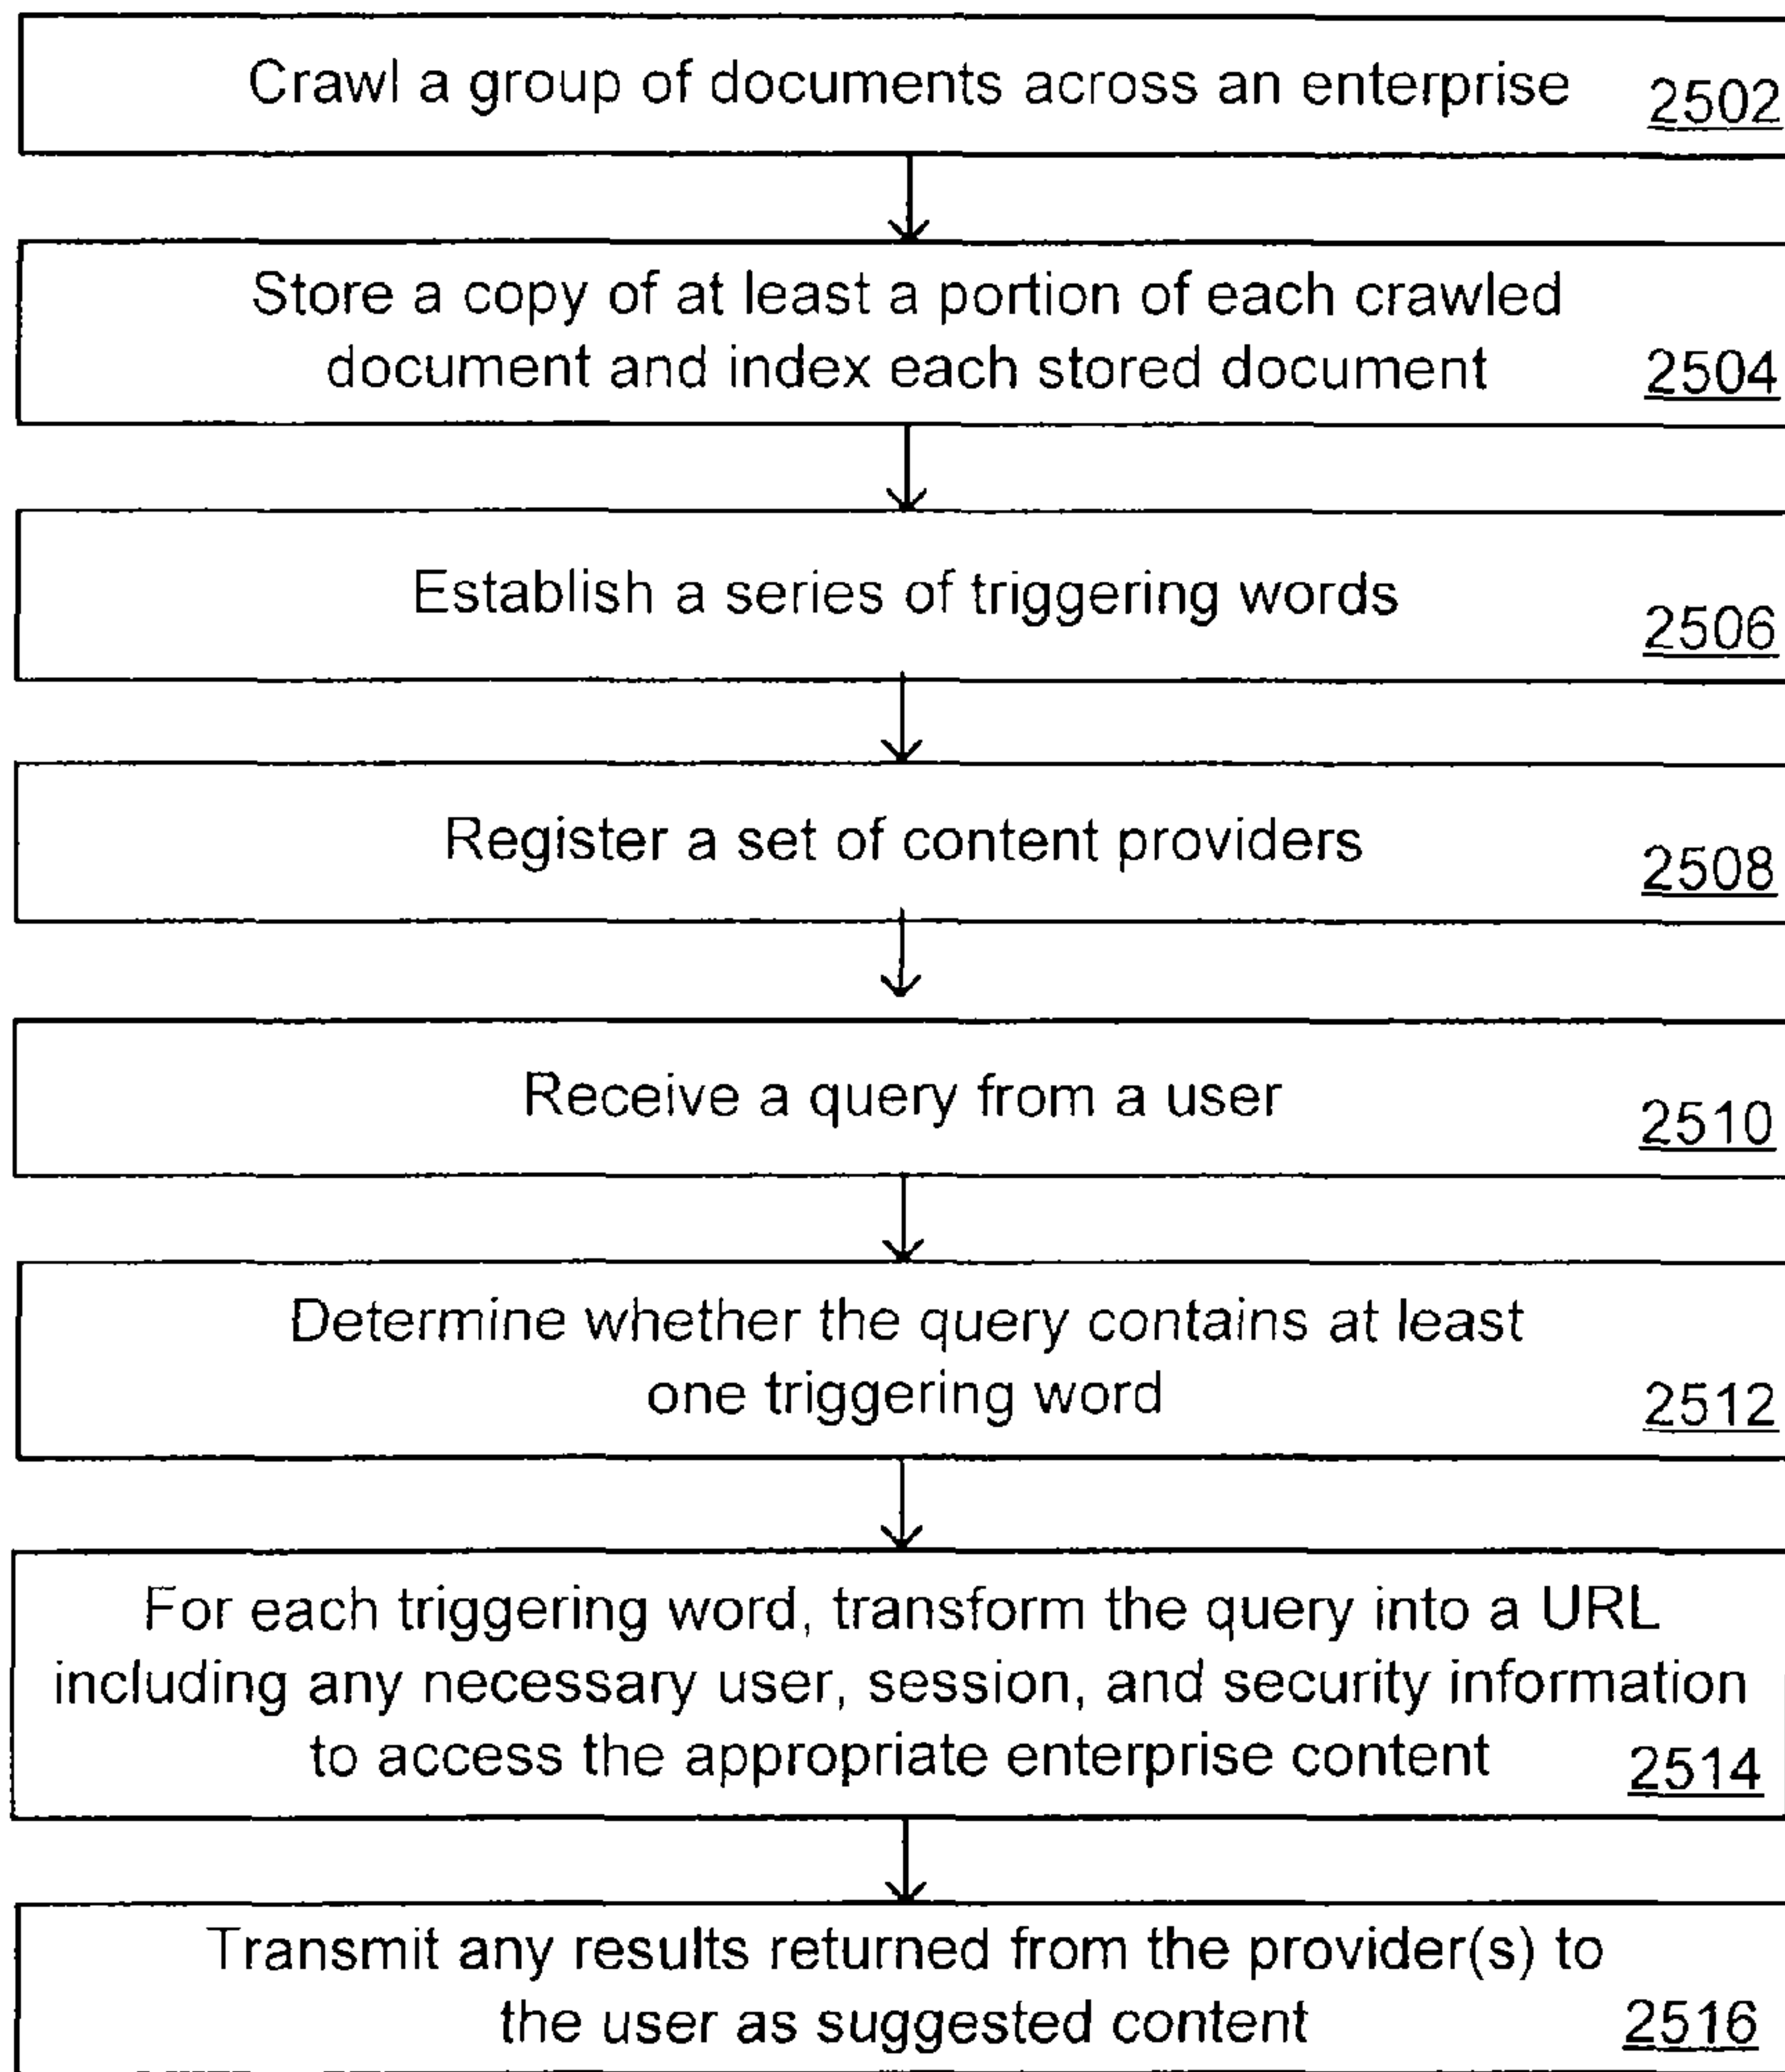 Crawl a group of documents across an enterprise
2502
Store a copy of at least a portion of each crawled
document and index each stored document
2504
Establish a series of triggering words
2506
Register a set of content providers
2508
Receive a query from a user
2510
Determine whether the query contains at least
one triggering word
2512
For each triggering word, transform the query into a URL
including any necessary user, session, and security information
to access the appropriate enterprise content
2514
Transmit any results returned from the provider(s) to
the user as suggested content
2516